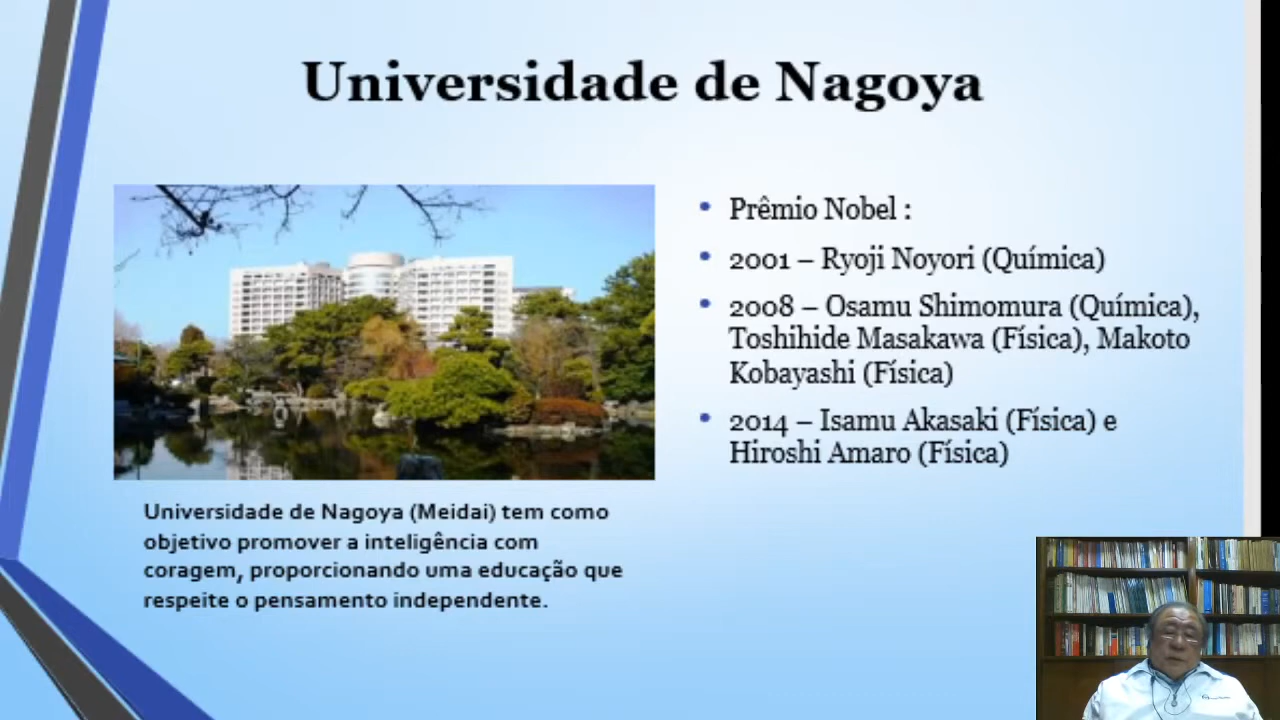 Universidade de Nagoya
Prêmio Nobel :
2001 – Ryoji Noyori (Química)
2008 – Osamu Shimomura (Química),
Toshihide Masakawa (Física), Makoto
Kobayashi (Física)
2014 – Isamu Akasaki (Física) e
Hiroshi Amaro (Física)
Universidade de Nagoya (Meidai) tem como
objetivo promover a inteligência com
coragem, proporcionando uma educação que
respeite o pensamento independente.